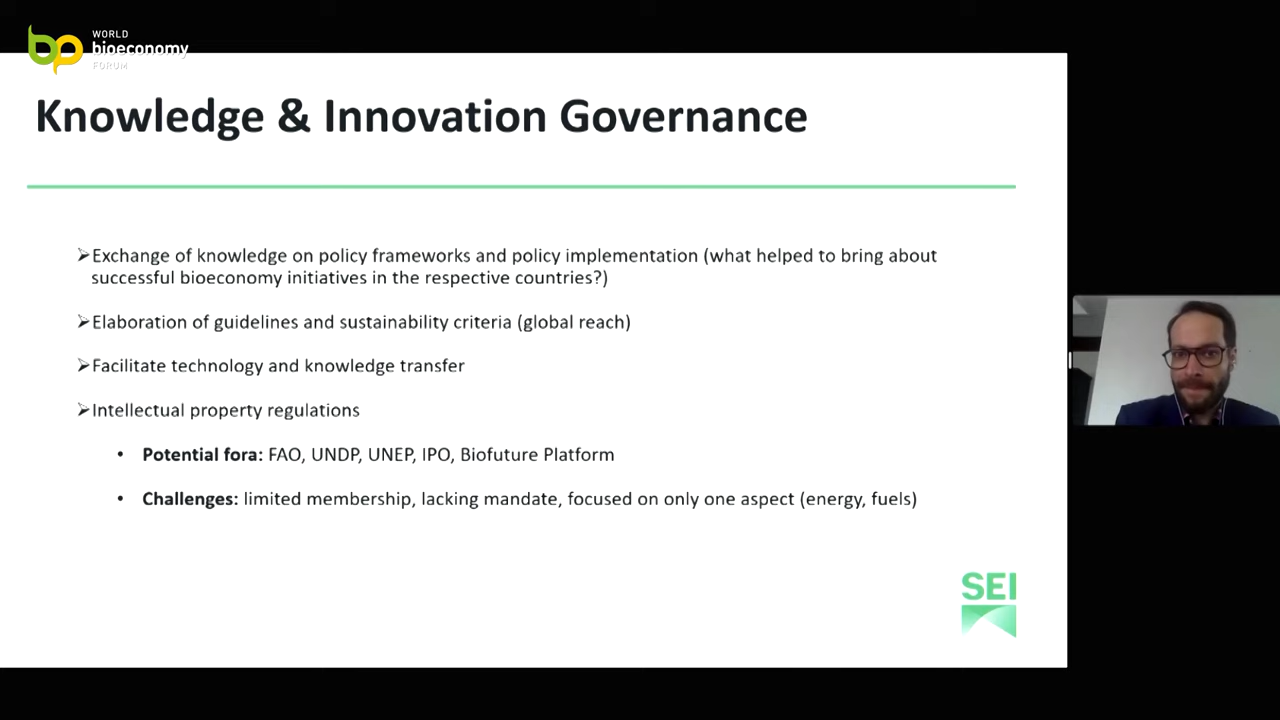 WORLD
bioeconomy
FORUM
Knowledge & Innovation Governance
➢Exchange of knowledge on policy frameworks and policy implementation (what helped to bring about
successful bioeconomy initiatives in the respective countries?)
➢Elaboration of guidelines and sustainability criteria (global reach)
➢Facilitate technology and knowledge transfer
➢Intellectual property regulations
• Potential fora: FAO, UNDP, UNEP, IPO, Biofuture Platform
• Challenges: limited membership, lacking mandate, focused on only one aspect (energy, fuels)
SEI